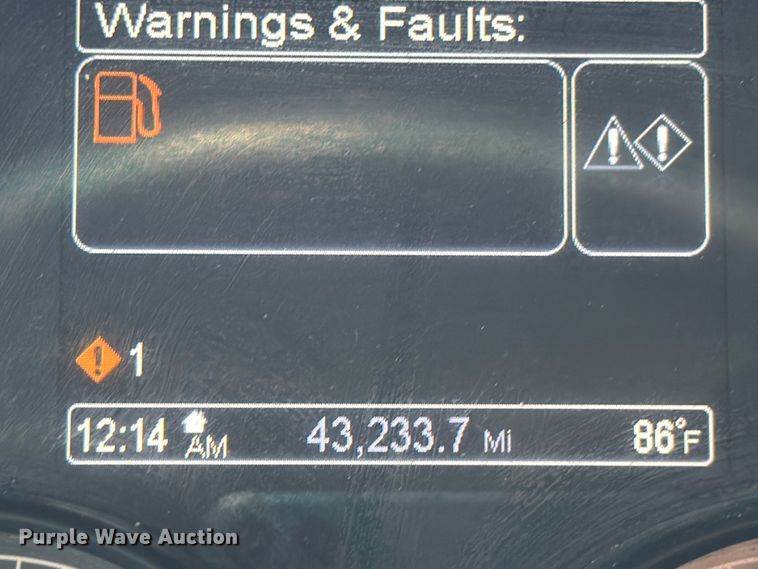 Warnings & Faults:
1
12:14 AM 43,233.7 Mi 86°F
Purple Wave Auction